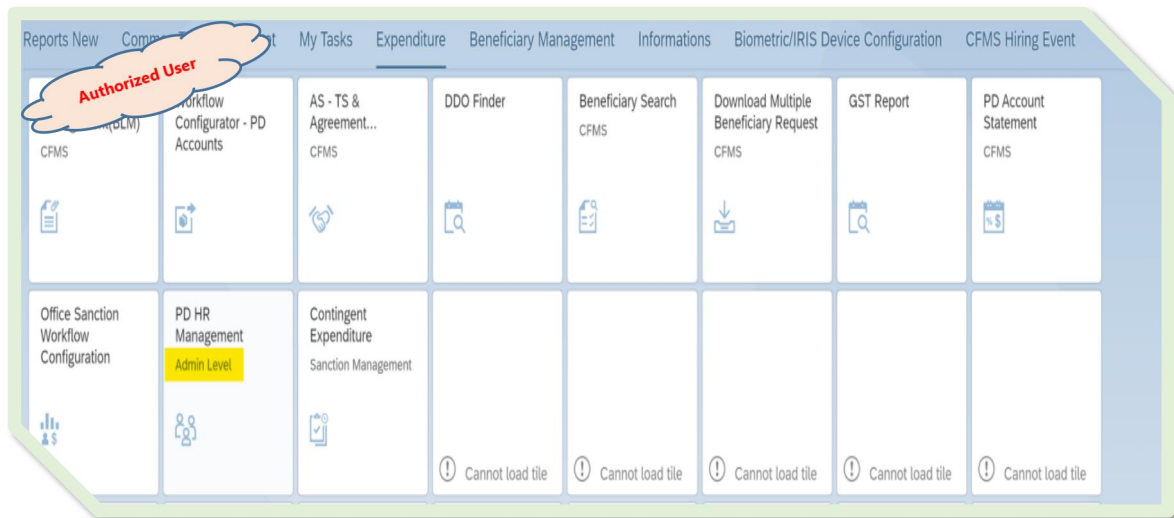 Reports New Comm t My Tasks Expenditure Beneficiary Management Informations Biometric/IRIS Device Configuration CFMS Hiring Event
Authorized User
(BLM)
CFMS
Workflow
Configurator - PD
Accounts
AS - TS &
Agreement...
CFMS
DDO Finder
Beneficiary Search
CFMS
Download Multiple
Beneficiary Request
CFMS
GST Report
PD Account
Statement
CFMS
Office Sanction
Workflow
Configuration
PD HR
Management
Admin Level
Contingent
Expenditure
Sanction Management
Cannot load tile
Cannot load tile
Cannot load tile
Cannot load tile
Cannot load tile